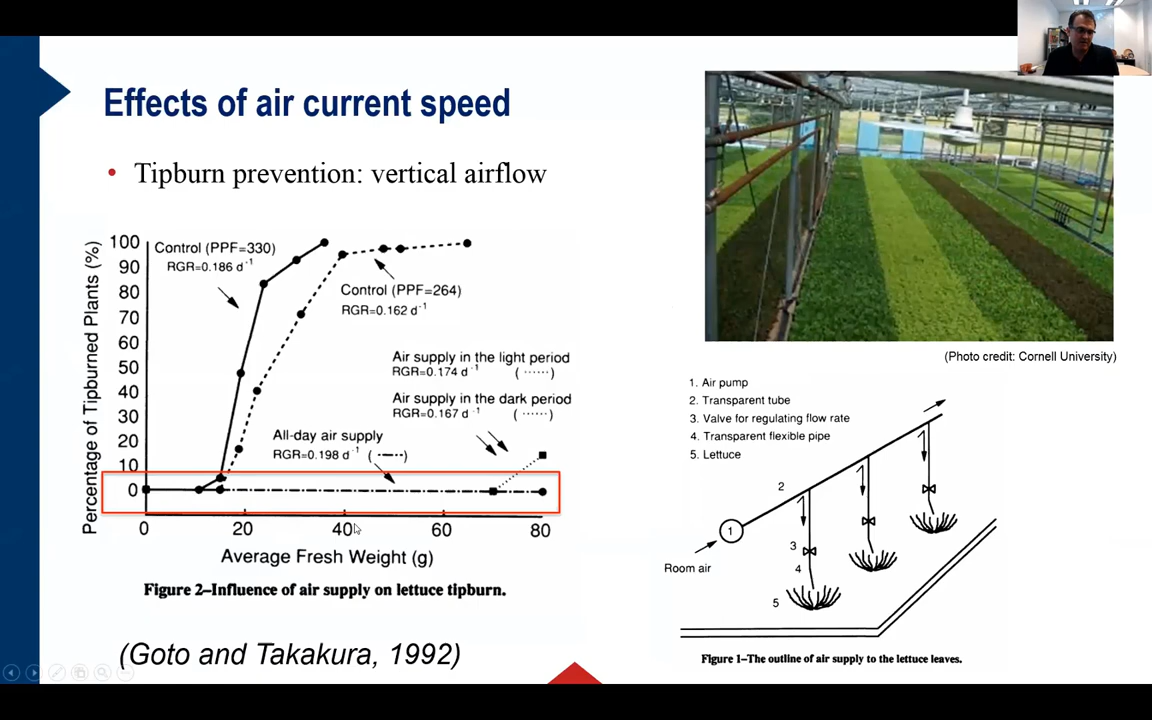 Effects of air current speed
• Tipburn prevention: vertical airflow
Percentage of Tipburned Plants (%)
100
90
80
70
60
50
40
30
20
10
0
Control (PPF=330)
RGR=0.186 d⁻¹
Control (PPF=264)
RGR=0.162 d⁻¹
Air supply in the light period
RGR=0.174 d⁻¹ (······)
Air supply in the dark period
RGR=0.167 d⁻¹ (······)
All-day air supply
RGR=0.198 d⁻¹ (—·—·)
0 20 40 60 80
Average Fresh Weight (g)
Figure 2–Influence of air supply on lettuce tipburn.
(Goto and Takakura, 1992)
(Photo credit: Cornell University)
1. Air pump
2. Transparent tube
3. Valve for regulating flow rate
4. Transparent flexible pipe
5. Lettuce
2
1
Room air
3
4
5
Figure 1–The outline of air supply to the lettuce leaves.